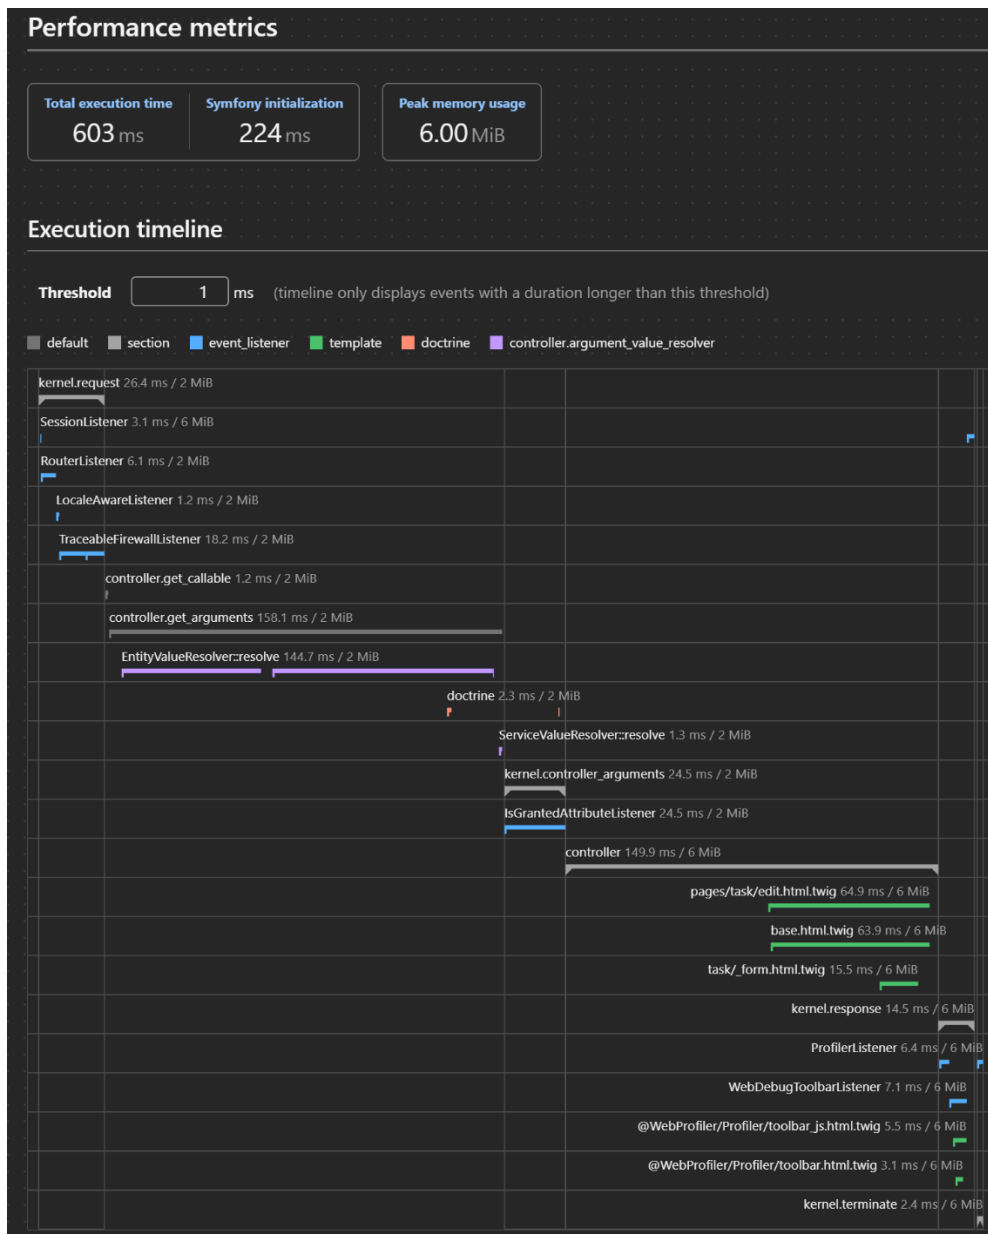 Performance metrics
Total execution time Symfony initialization Peak memory usage
603 ms 224 ms 6.00 MiB
Execution timeline
Threshold 1 ms (timeline only displays events with a duration longer than this threshold)
default section event_listener template doctrine controller.argument_value_resolver
kernel.request 26.4 ms / 2 MiB
SessionListener 3.1 ms / 6 MiB
RouterListener 6.1 ms / 2 MiB
LocaleAwareListener 1.2 ms / 2 MiB
TraceableFirewallListener 18.2 ms / 2 MiB
controller.get_callable 1.2 ms / 2 MiB
controller.get_arguments 158.1 ms / 2 MiB
EntityValueResolver::resolve 144.7 ms / 2 MiB
doctrine 2.3 ms / 2 MiB
ServiceValueResolver::resolve 1.3 ms / 2 MiB
kernel.controller_arguments 24.5 ms / 2 MiB
IsGrantedAttributeListener 24.5 ms / 2 MiB
controller 149.9 ms / 6 MiB
pages/task/edit.html.twig 64.9 ms / 6 MiB
base.html.twig 63.9 ms / 6 MiB
task/_form.html.twig 15.5 ms / 6 MiB
kernel.response 14.5 ms / 6 MiB
ProfilerListener 6.4 ms / 6 MiB
WebDebugToolbarListener 7.1 ms / 6 MiB
@WebProfiler/Profiler/toolbar_js.html.twig 5.5 ms / 6 MiB
@WebProfiler/Profiler/toolbar.html.twig 3.1 ms / 6 MiB
kernel.terminate 2.4 ms / 6 MiB